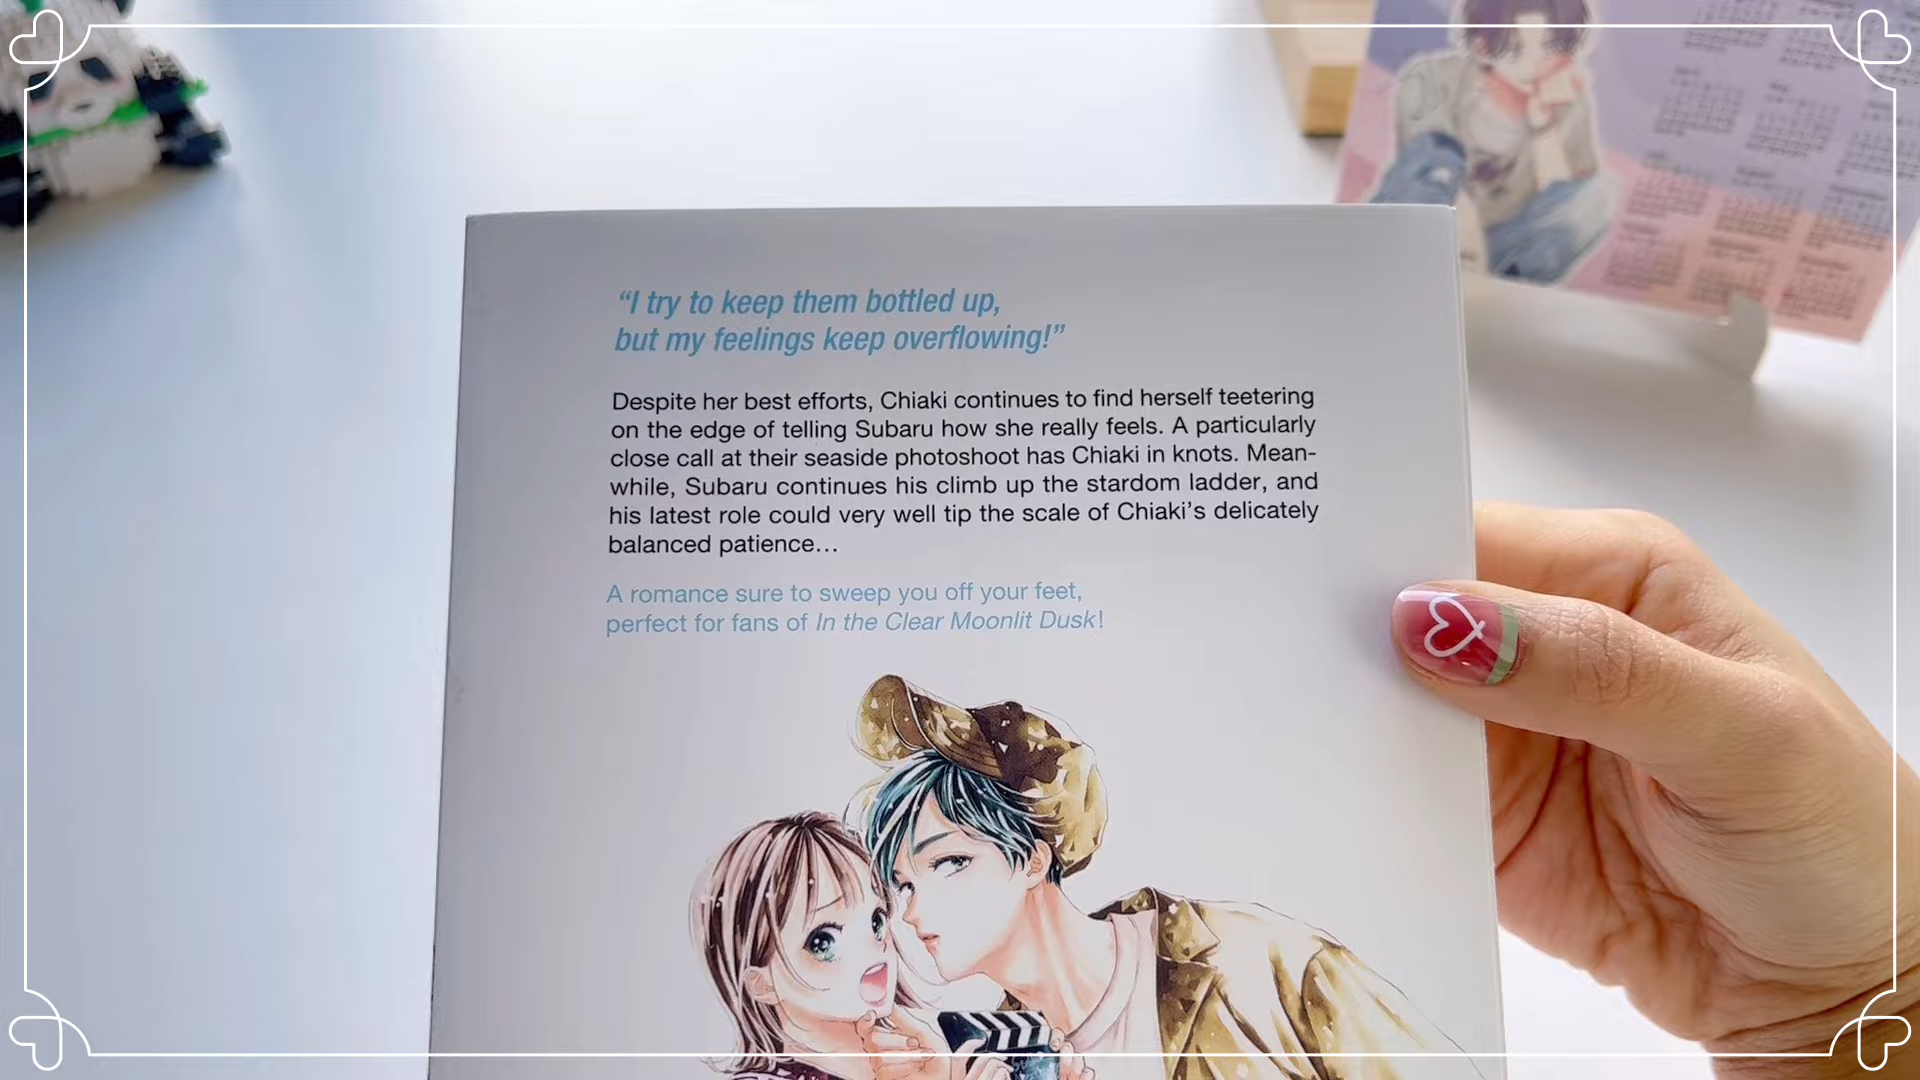 “I try to keep them bottled up,
but my feelings keep overflowing!”
Despite her best efforts, Chiaki continues to find herself teetering
on the edge of telling Subaru how she really feels. A particularly
close call at their seaside photoshoot has Chiaki in knots. Mean-
while, Subaru continues his climb up the stardom ladder, and
his latest role could very well tip the scale of Chiaki’s delicately
balanced patience…
A romance sure to sweep you off your feet,
perfect for fans of In the Clear Moonlit Dusk!